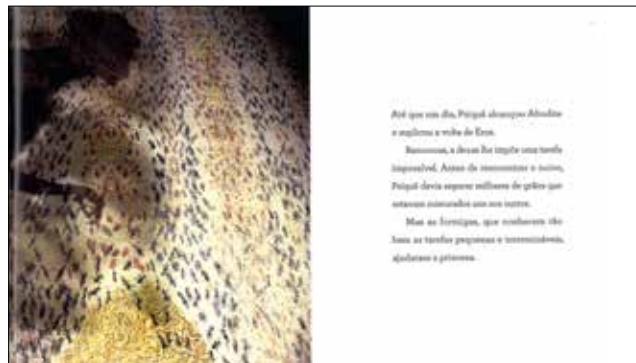 Até que um dia, Psiquê alcançou Afrodite
e suplicou a volta de Eros.
Rancorosa, a deusa lhe impôs uma tarefa
impossível. Antes de reencontrar o noivo,
Psiquê devia separar milhares de grãos que
estavam misturados uns aos outros.
Mas as formigas, que conhecem tão
bem as tarefas pequenas e intermináveis,
ajudaram a princesa.